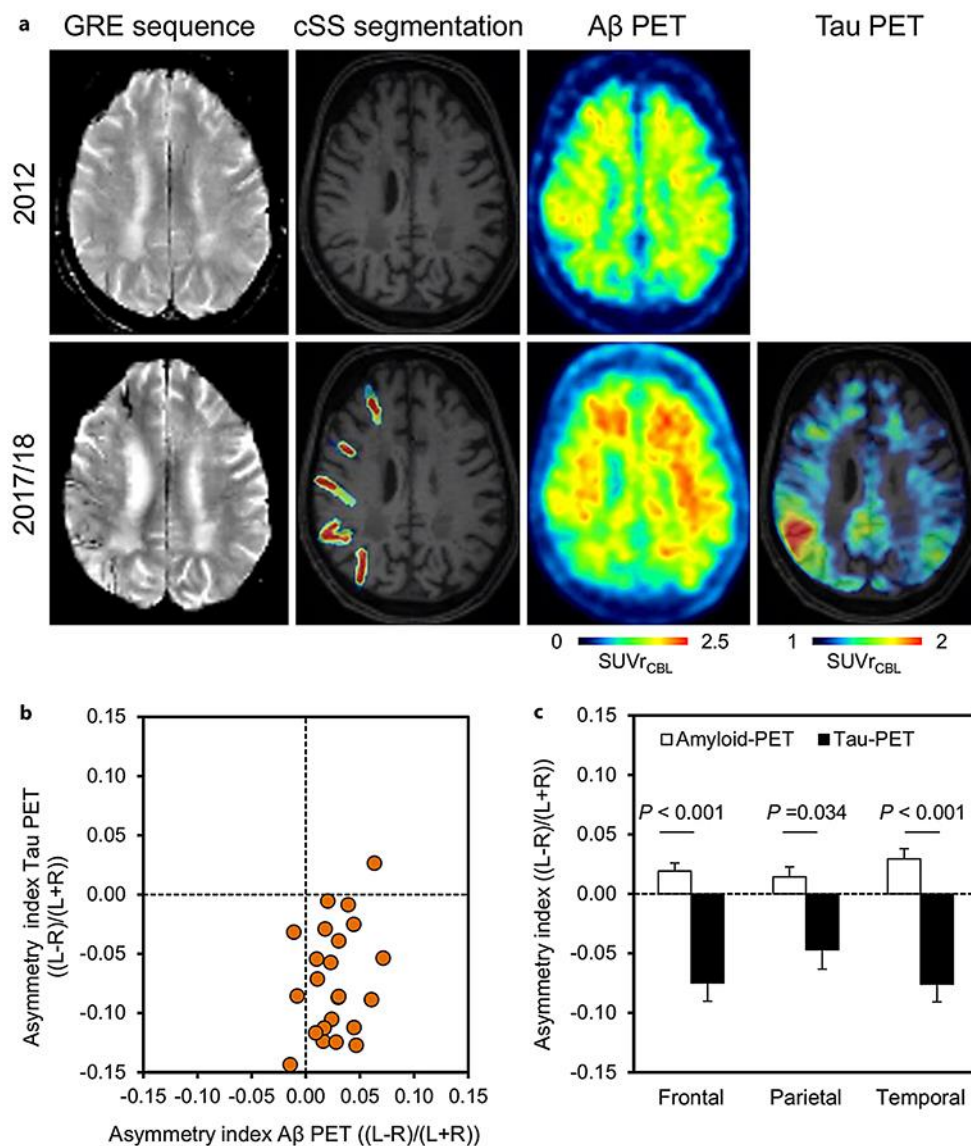 a
GRE sequence
cSS segmentation
Aβ PET
Tau PET
2012
2017/18
0
2.5
SUVrCBL
1
2
SUVrCBL
b
0.15
0.10
0.05
0.00
-0.05
-0.10
-0.15
-0.15
-0.10
-0.05
0.00
0.05
0.10
0.15
Asymmetry index Tau PET
((L-R)/(L+R))
Asymmetry index Aβ PET ((L-R)/(L+R))
c
0.15
0.10
0.05
0.00
-0.05
-0.10
-0.15
Asymmetry index ((L-R)/(L+R))
Amyloid-PET
Tau-PET
P < 0.001
P =0.034
P < 0.001
Frontal
Parietal
Temporal